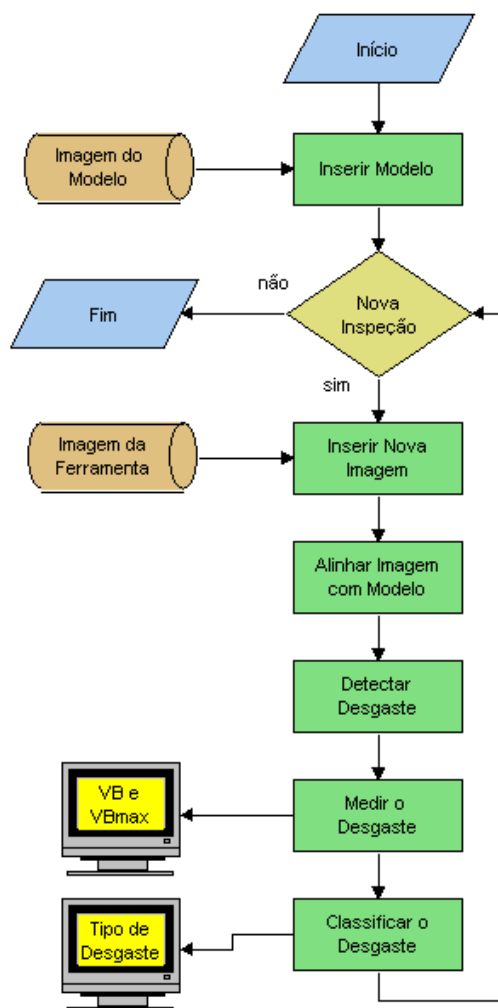 Início
Imagem do
Modelo
Inserir Modelo
não
Nova
Inspeção
Fim
sim
Imagem da
Ferramenta
Inserir Nova
Imagem
Alinhar Imagem
com Modelo
Detectar
Desgaste
VB e
VBmax
Medir o
Desgaste
Tipo de
Desgaste
Classificar o
Desgaste